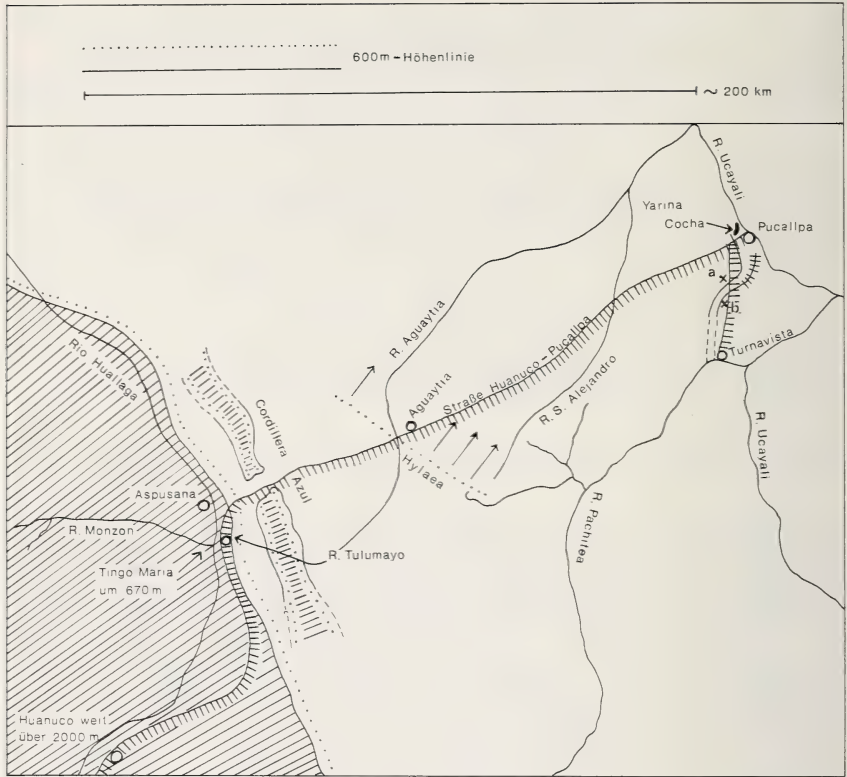 600m-Höhenlinie
~ 200 km
R. Ucayali
Yarina
Cocha
Pucallpa
a
b.
Turnavista
R. Aguaytia
Straße Huanuco-Pucallpa
Aguaytia
R. S. Alejandro
R. Ucayali
Rio Huallaga
Cordillera
Azul
Hylaea
Aspusana
R. Monzon
R. Tulumayo
R. Pachitea
Tingo Maria
um 670 m
Huanuco weit
über 2000 m